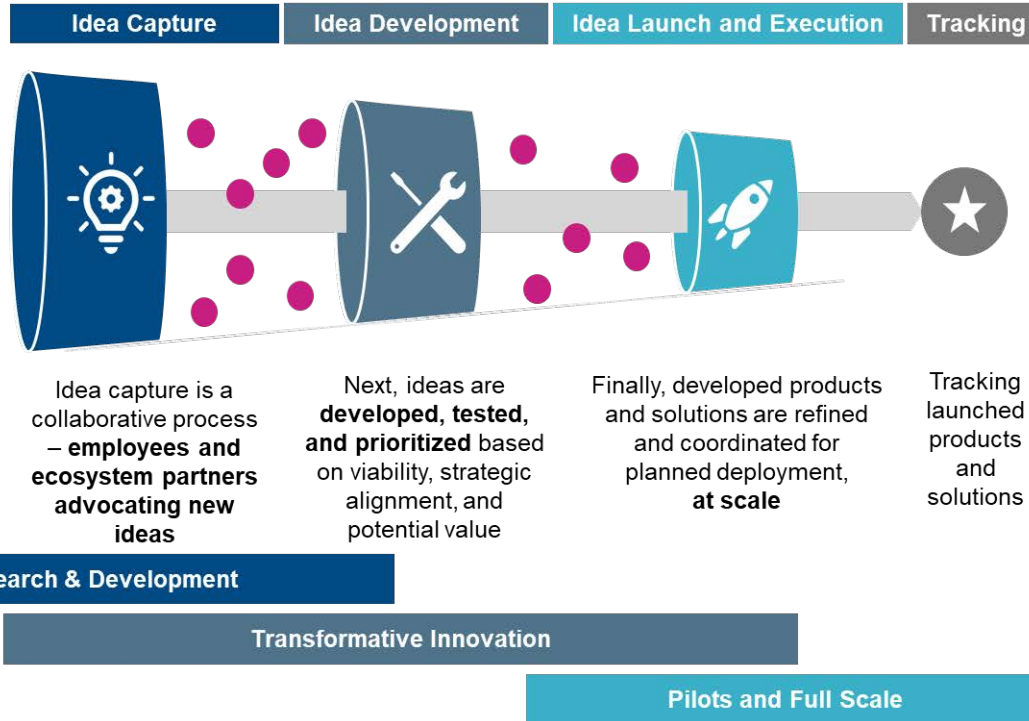 Idea Capture
Idea Development
Idea Launch and Execution
Tracking
Idea capture is a
collaborative process
– employees and
ecosystem partners
advocating new
ideas
Next, ideas are
developed, tested,
and prioritized based
on viability, strategic
alignment, and
potential value
Finally, developed products
and solutions are refined
and coordinated for
planned deployment,
at scale
Tracking
launched
products
and
solutions
earch & Development
Transformative Innovation
Pilots and Full Scale